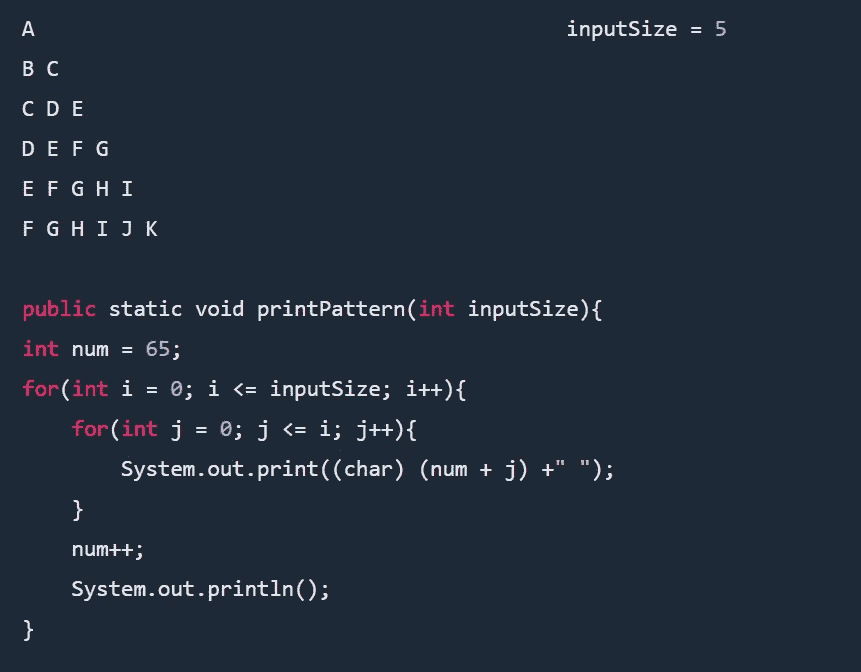 A inputSize = 5
B C
C D E
D E F G
E F G H I
F G H I J K
public static void printPattern(int inputSize){
int num = 65;
for(int i = 0; i <= inputSize; i++){
    for(int j = 0; j <= i; j++){
        System.out.print((char) (num + j) +" ");
    }
    num++;
    System.out.println();
}